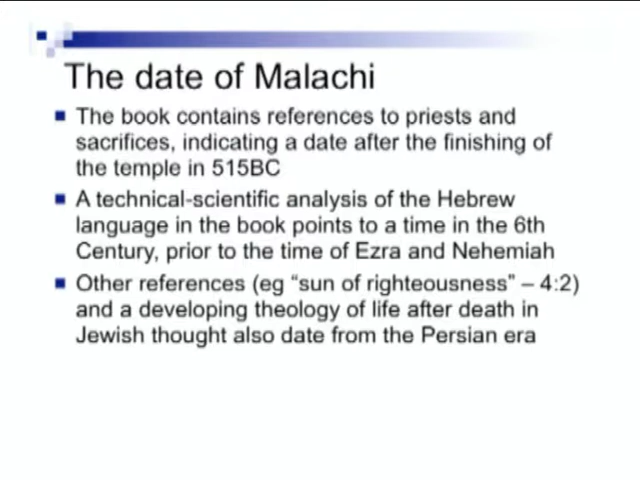 The date of Malachi
The book contains references to priests and
sacrifices, indicating a date after the finishing of
the temple in 515BC
A technical-scientific analysis of the Hebrew
language in the book points to a time in the 6th
Century, prior to the time of Ezra and Nehemiah
Other references (eg “sun of righteousness” – 4:2)
and a developing theology of life after death in
Jewish thought also date from the Persian era